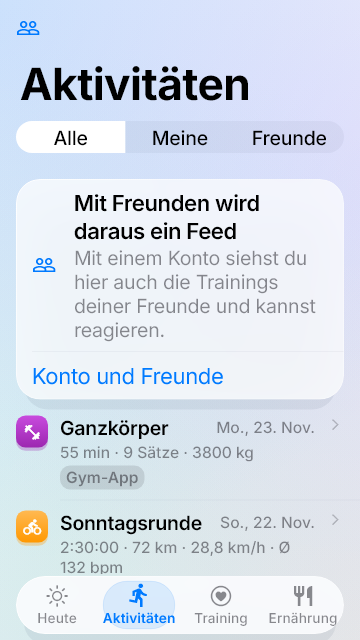 Aktivitäten
Alle
Meine
Freunde
Mit Freunden wird
daraus ein Feed
Mit einem Konto siehst du
hier auch die Trainings
deiner Freunde und kannst
reagieren.
Konto und Freunde
Ganzkörper
Mo., 23. Nov.
55 min · 9 Sätze · 3800 kg
Gym-App
Sonntagsrunde
So., 22. Nov.
2:30:00 · 72 km · 28,8 km/h · Ø
132 bpm
Heute
Aktivitäten
Training
Ernährung